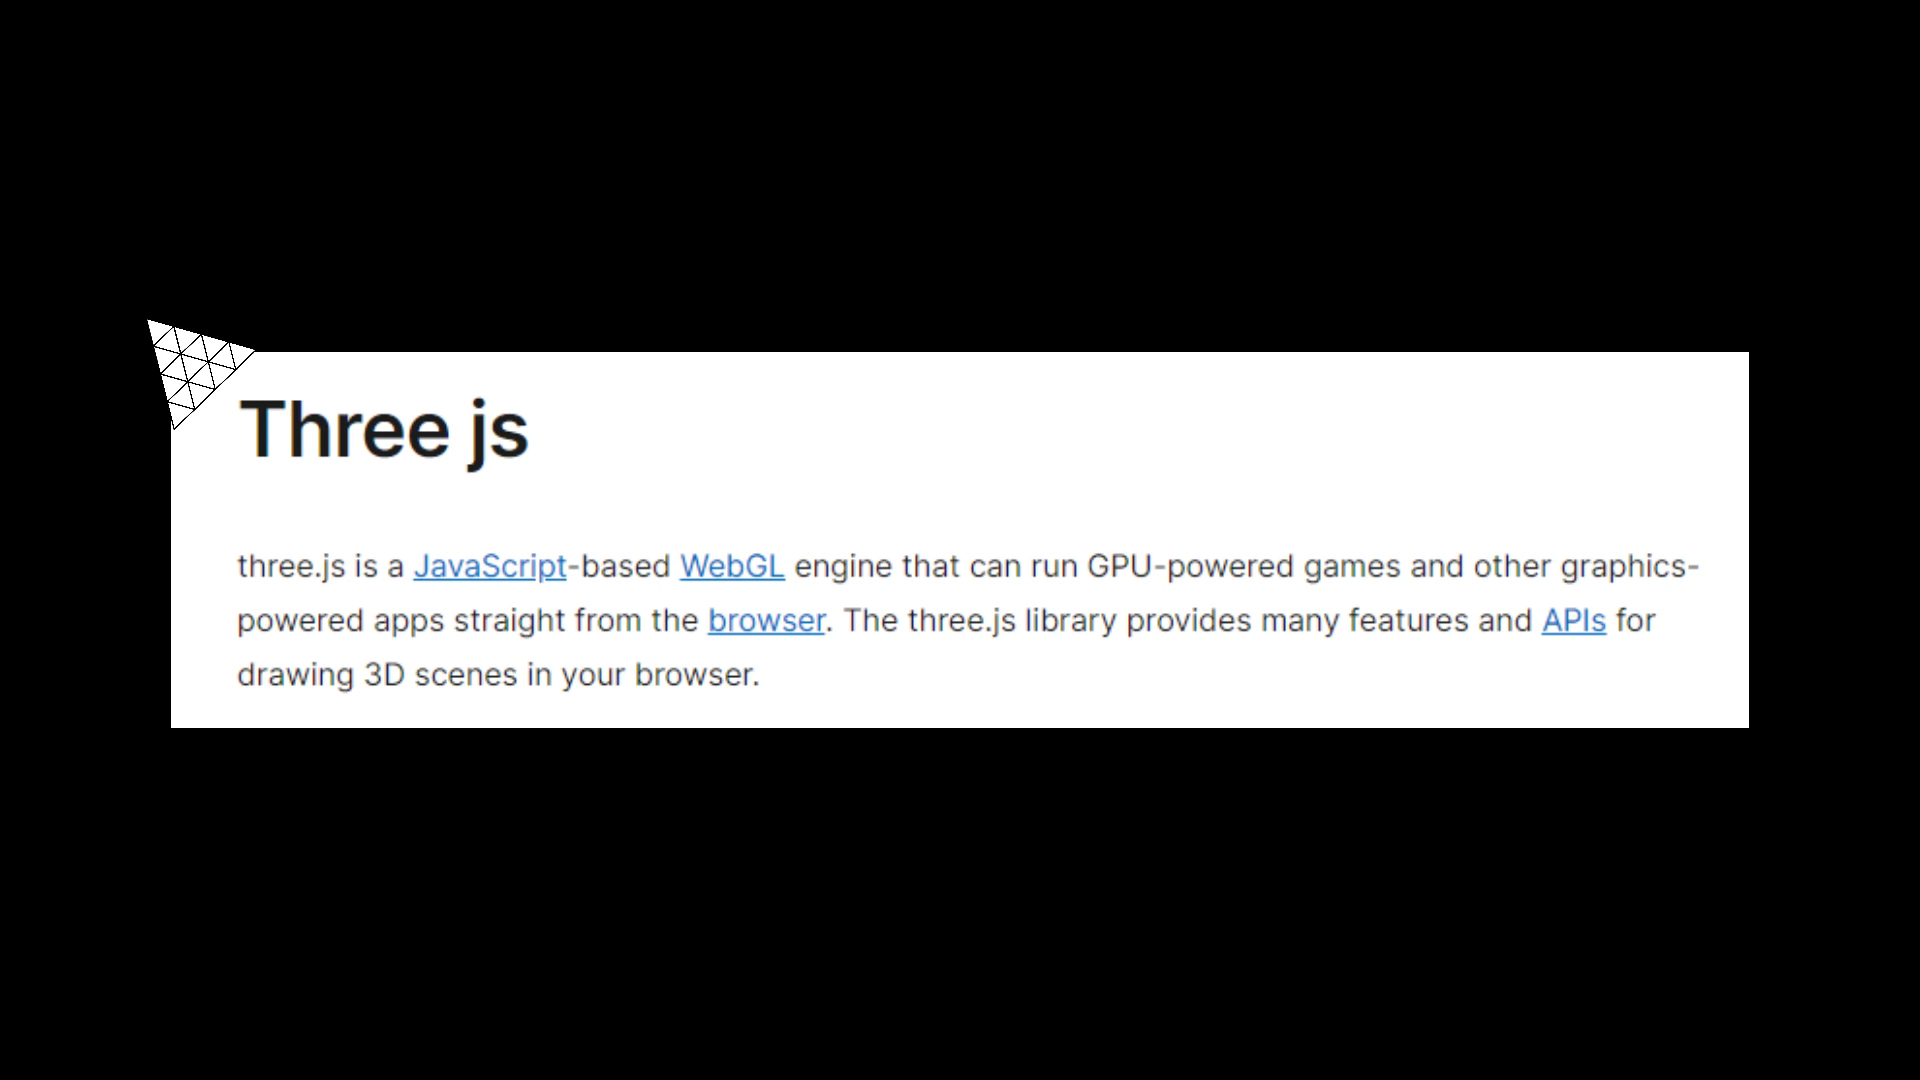 Three js
three.js is a JavaScript-based WebGL engine that can run GPU-powered games and other graphics-
powered apps straight from the browser. The three.js library provides many features and APIs for
drawing 3D scenes in your browser.